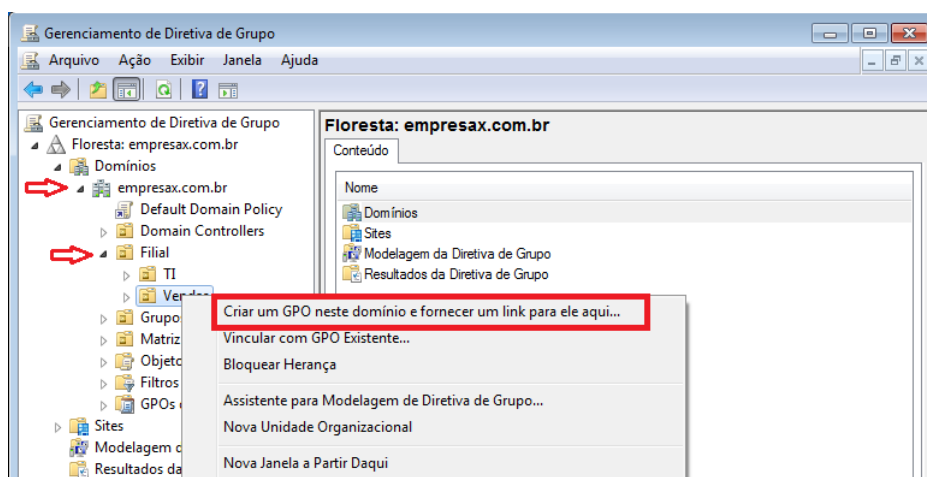 Gerenciamento de Diretiva de Grupo
Arquivo Ação Exibir Janela Ajuda
Gerenciamento de Diretiva de Grupo
Floresta: empresax.com.br
Domínios
empresax.com.br
Default Domain Policy
Domain Controllers
Filial
TI
Vendas
Grupo
Matriz
Objeto
Filtros
GPOs
Sites
Modelagem d
Resultados da
Floresta: empresax.com.br
Conteúdo
Nome
Domínios
Sites
Modelagem da Diretiva de Grupo
Resultados da Diretiva de Grupo
Criar um GPO neste domínio e fornecer um link para ele aqui...
Vincular com GPO Existente...
Bloquear Herança
Assistente para Modelagem de Diretiva de Grupo...
Nova Unidade Organizacional
Nova Janela a Partir Daqui